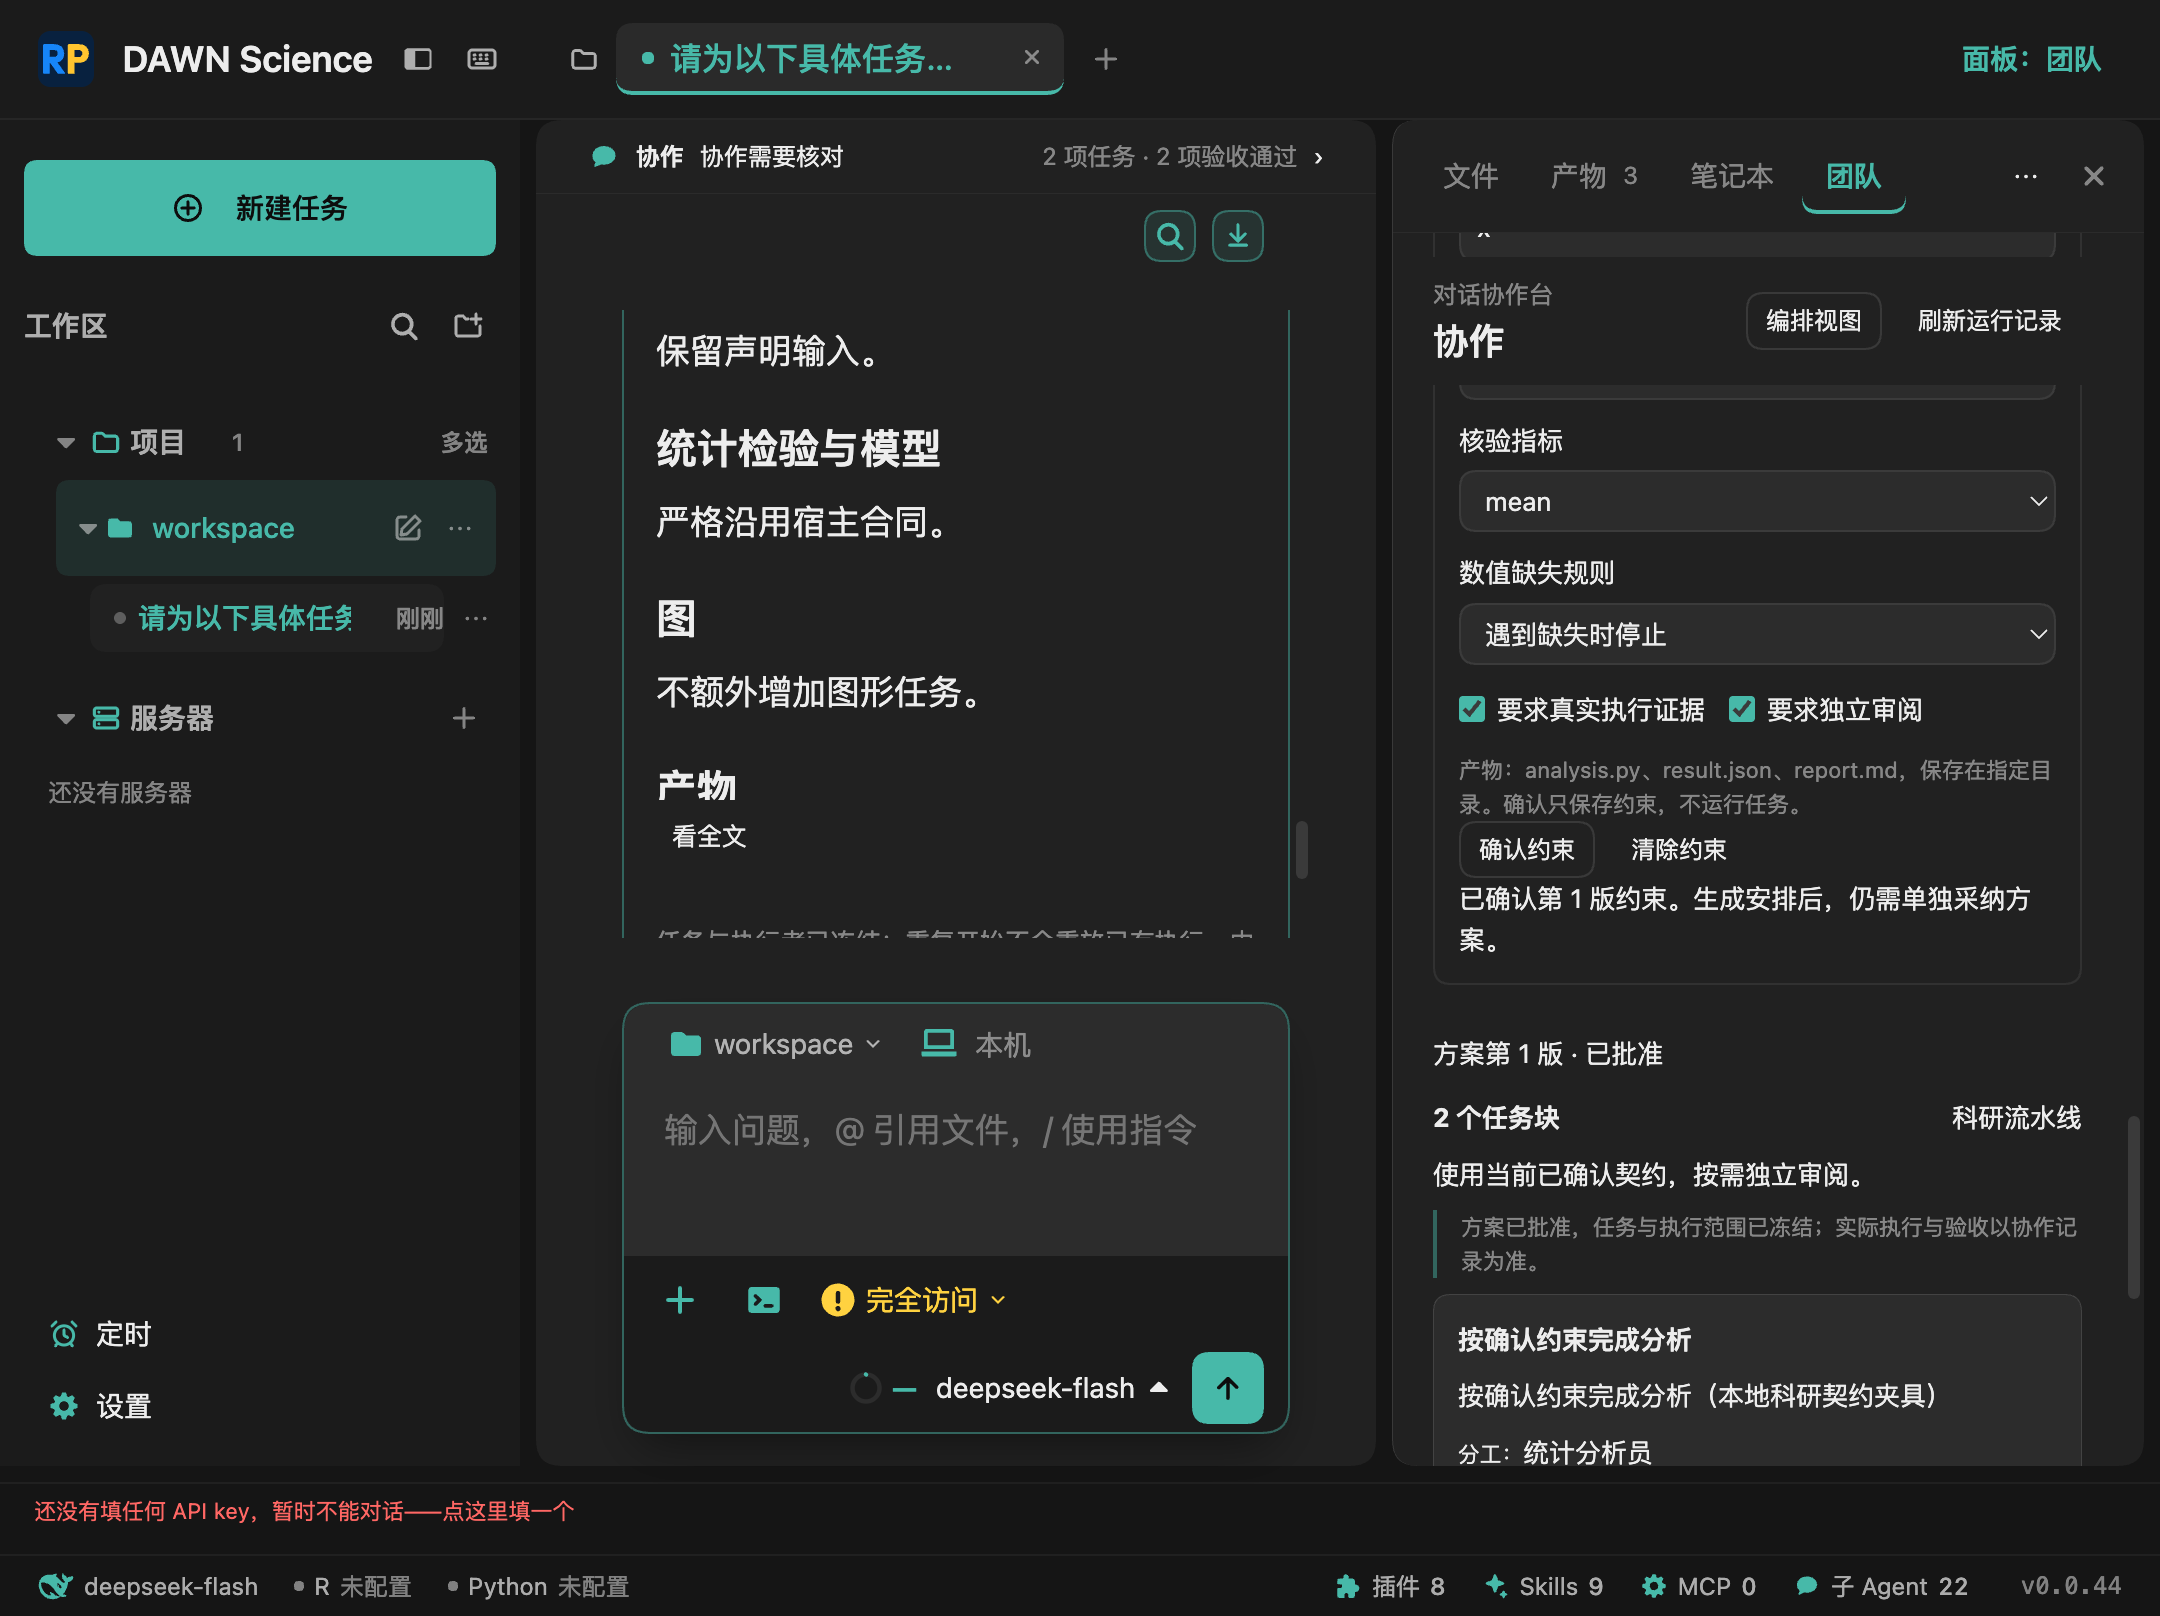 RP DAWN Science
请为以下具体任务...
面板：团队
新建任务
工作区
项目 1 多选
workspace
请为以下具体任务 刚刚
服务器
还没有服务器
定时
设置
协作 协作需要核对 2 项任务 · 2 项验收通过
保留声明输入。
统计检验与模型
严格沿用宿主合同。
图
不额外增加图形任务。
产物
看全文
workspace 本机
输入问题，@ 引用文件，/ 使用指令
完全访问
deepseek-flash
文件 产物 3 笔记本 团队
对话协作台
协作
编排视图 刷新运行记录
核验指标
mean
数值缺失规则
遇到缺失时停止
要求真实执行证据 要求独立审阅
产物：analysis.py、result.json、report.md，保存在指定目
录。确认只保存约束，不运行任务。
确认约束 清除约束
已确认第 1 版约束。生成安排后，仍需单独采纳方
案。
方案第 1 版 · 已批准
2 个任务块 科研流水线
使用当前已确认契约，按需独立审阅。
方案已批准，任务与执行范围已冻结；实际执行与验收以协作记
录为准。
按确认约束完成分析
按确认约束完成分析（本地科研契约夹具）
分工：统计分析员
还没有填任何 API key，暂时不能对话——点这里填一个
deepseek-flash R 未配置 Python 未配置
插件 8 Skills 9 MCP 0 子 Agent 22 v0.0.44